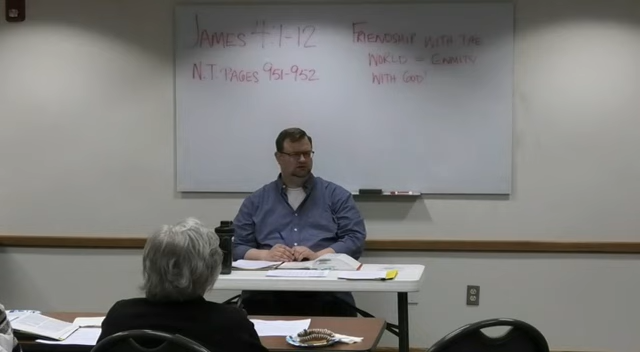 JAMES 4:1-12
N.T. PAGES 951-952
FRIENDSHIP WITH THE
WORLD = ENMITY
WITH GOD!